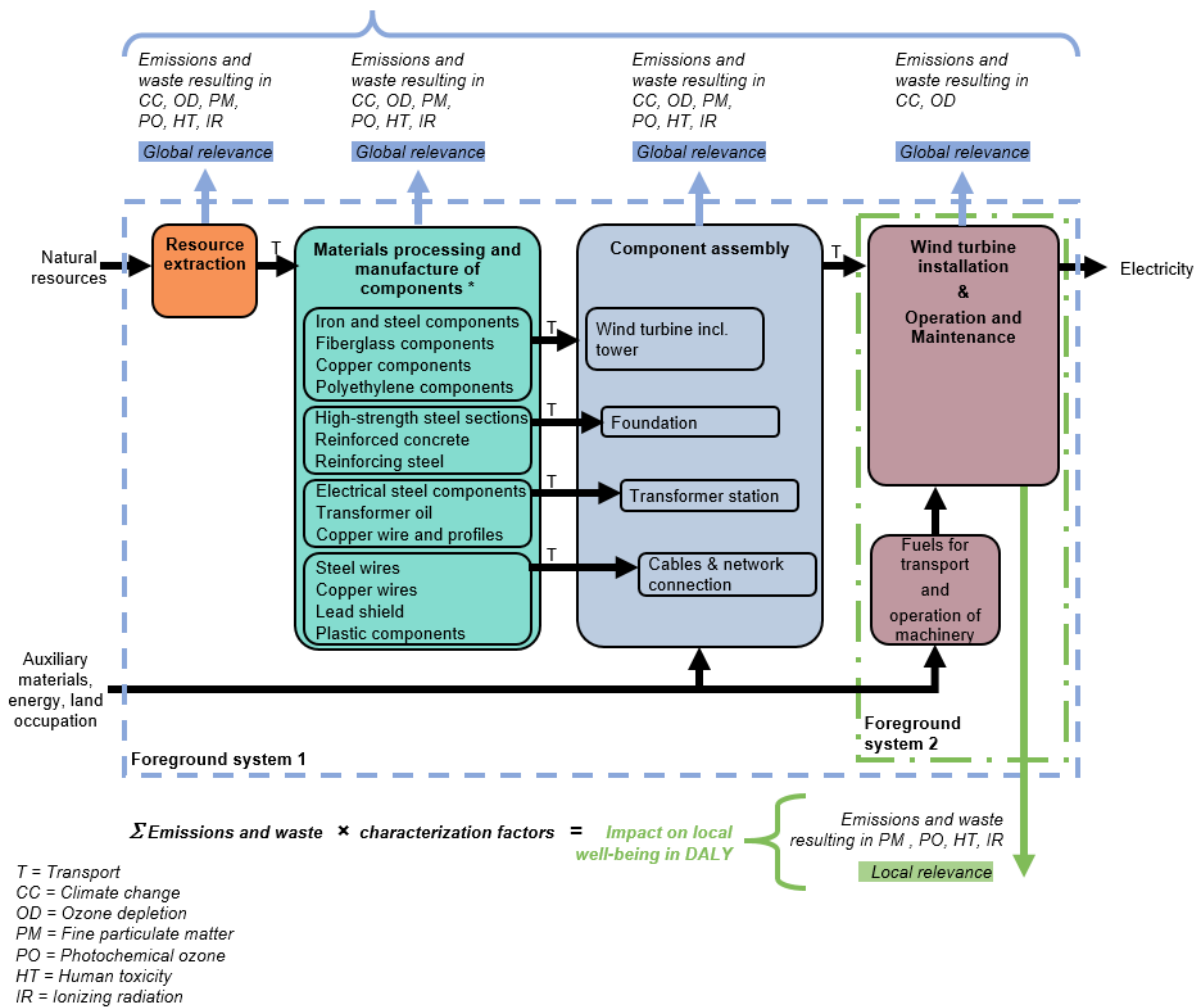 Emissions and
waste resulting in
CC, OD, PM,
PO, HT, IR
Global relevance
Emissions and
waste resulting in
CC, OD, PM,
PO, HT, IR
Global relevance
Emissions and
waste resulting in
CC, OD, PM,
PO, HT, IR
Global relevance
Emissions and
waste resulting in
CC, OD
Global relevance
Natural
resources
Resource
extraction
T
Materials processing and
manufacture of
components *
Iron and steel components
Fiberglass components
Copper components
Polyethylene components
High-strength steel sections
Reinforced concrete
Reinforcing steel
Electrical steel components
Transformer oil
Copper wire and profiles
Steel wires
Copper wires
Lead shield
Plastic components
T
T
T
T
Component assembly
Wind turbine incl.
tower
Foundation
Transformer station
Cables & network
connection
T
Wind turbine
installation
&
Operation and
Maintenance
Electricity
Fuels for
transport
and
operation of
machinery
Auxiliary
materials,
energy, land
occupation
Foreground system 1
Foreground
system 2
Σ Emissions and waste × characterization factors = Impact on local
well-being in DALY
Emissions and waste
resulting in PM , PO, HT, IR
Local relevance
T = Transport
CC = Climate change
OD = Ozone depletion
PM = Fine particulate matter
PO = Photochemical ozone
HT = Human toxicity
IR = Ionizing radiation